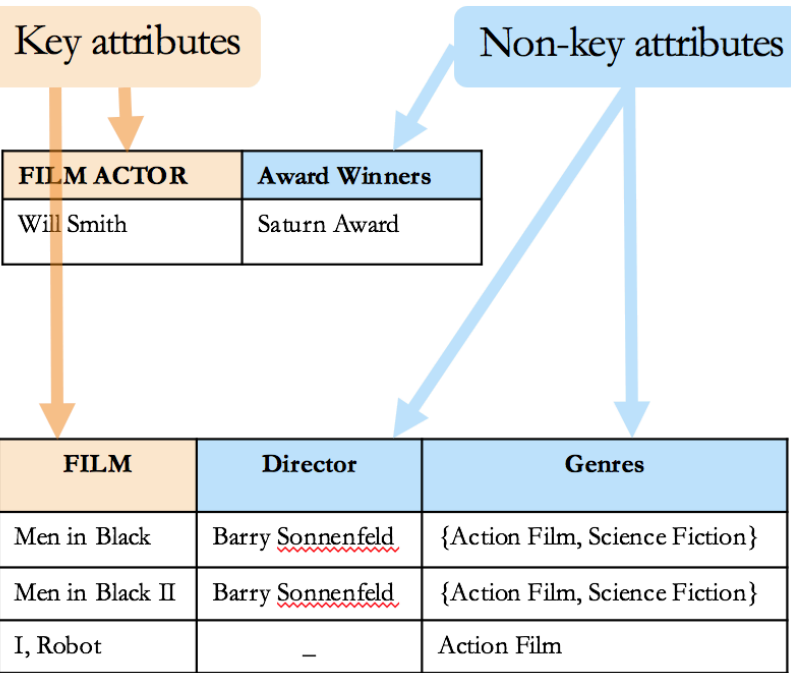 Key attributes
Non-key attributes
FILM ACTOR
Award Winners
Will Smith
Saturn Award
FILM
Director
Genres
Men in Black
Barry Sonnenfeld
{Action Film, Science Fiction}
Men in Black II
Barry Sonnenfeld
{Action Film, Science Fiction}
I, Robot
_
Action Film